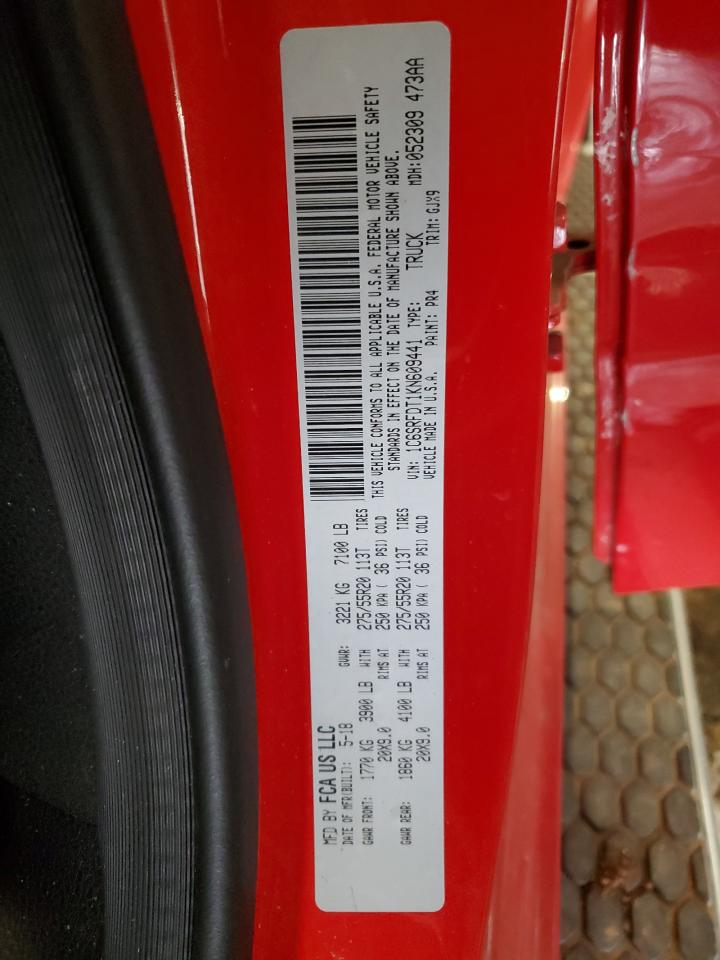 MFD BY FCA US LLC
DATE OF MFR(BUILT): 5-18 GVWR: 3221 KG 7100 LB
GAWR FRONT: 1770 KG 3900 LB WITH 275/55R20 113T TIRES
20X9.0 RIMS AT 250 KPA ( 36 PSI) COLD
GAWR REAR: 1860 KG 4100 LB WITH 275/55R20 113T TIRES
20X9.0 RIMS AT 250 KPA ( 36 PSI) COLD
THIS VEHICLE CONFORMS TO ALL APPLICABLE U.S.A. FEDERAL MOTOR VEHICLE SAFETY
STANDARDS IN EFFECT ON THE DATE OF MANUFACTURE SHOWN ABOVE.
VIN: 1C6SRFDT1KN609441 TYPE: TRUCK MDH:052309 473AA
VEHICLE MADE IN U.S.A. PAINT: PR4 TRIM: GJX9